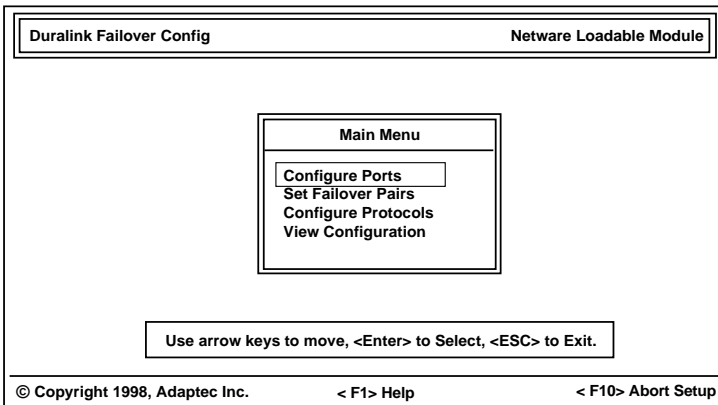 Duralink Failover Config Netware Loadable Module
Main Menu
Configure Ports
Set Failover Pairs
Configure Protocols
View Configuration
Use arrow keys to move, <Enter> to Select, <ESC> to Exit.
© Copyright 1998, Adaptec Inc. < F1> Help < F10> Abort Setup